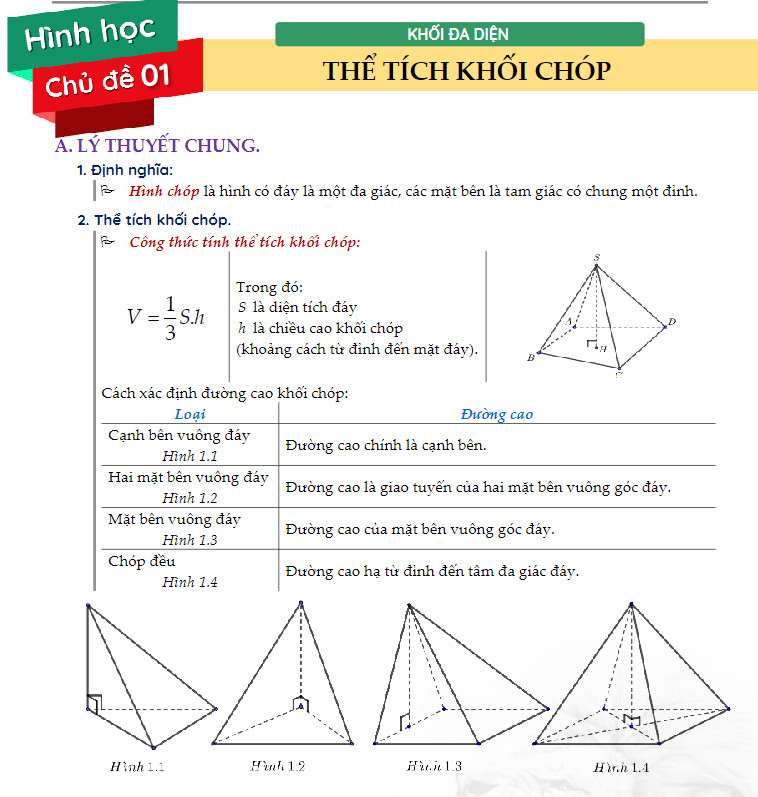 Hình học
Chủ đề 01
KHỐI ĐA DIỆN
THỂ TÍCH KHỐI CHÓP
A. LÝ THUYẾT CHUNG.
1. Định nghĩa:
Hình chóp là hình có đáy là một đa giác, các mặt bên là tam giác có chung một đỉnh.
2. Thể tích khối chóp.
Công thức tính thể tích khối chóp:
V = 1/3 S.h
Trong đó:
S là diện tích đáy
h là chiều cao khối chóp
(khoảng cách từ đỉnh đến mặt đáy).
S
A
D
H
B
C
Cách xác định đường cao khối chóp:
Loại Đường cao
Cạnh bên vuông đáy
Hình 1.1
Đường cao chính là cạnh bên.
Hai mặt bên vuông đáy
Hình 1.2
Đường cao là giao tuyến của hai mặt bên vuông góc đáy.
Mặt bên vuông đáy
Hình 1.3
Đường cao của mặt bên vuông góc đáy.
Chóp đều
Hình 1.4
Đường cao hạ từ đỉnh đến tâm đa giác đáy.
Hình 1.1 Hình 1.2 Hình 1.3 Hình 1.4